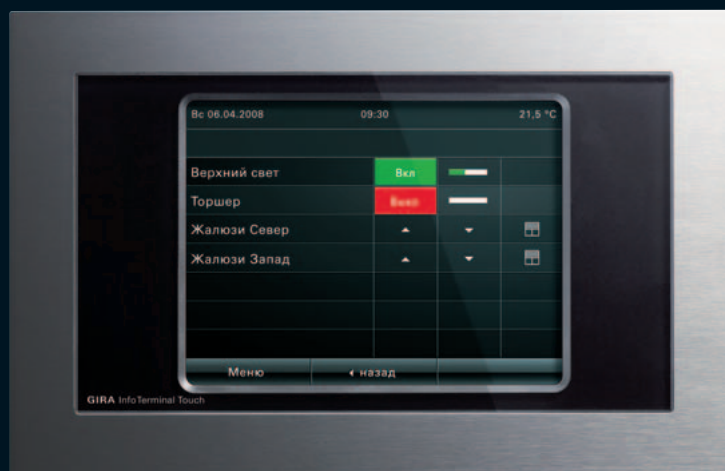 Вс 06.04.2008 09:30 21,5 °C
Верхний свет Вкл
Торшер
Жалюзи Север
Жалюзи Запад
Меню назад
GIRA InfoTerminal Touch